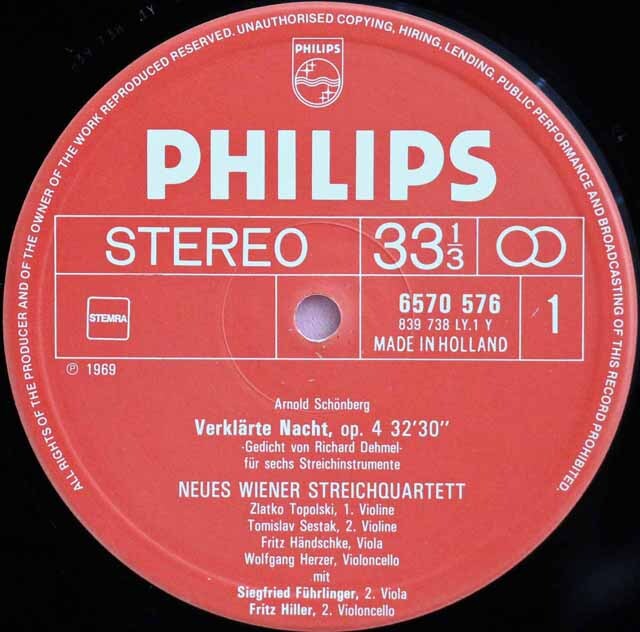 ALL RIGHTS OF THE PRODUCER AND OF THE OWNER OF THE WORK REPRODUCED RESERVED. UNAUTHORISED COPYING, HIRING, LENDING, PUBLIC PERFORMANCE AND BROADCASTING OF THIS RECORD PROHIBITED.
PHILIPS
PHILIPS
STEREO
33 1/3
STEMRA
6570 576
839 738 LY.1 Y
MADE IN HOLLAND
1
℗ 1969
Arnold Schönberg
Verklärte Nacht, op. 4 32'30"
-Gedicht von Richard Dehmel-
für sechs Streichinstrumente
NEUES WIENER STREICHQUARTETT
Zlatko Topolski, 1. Violine
Tomislav Sestak, 2. Violine
Fritz Händschke, Viola
Wolfgang Herzer, Violoncello
mit
Siegfried Führlinger, 2. Viola
Fritz Hiller, 2. Violoncello